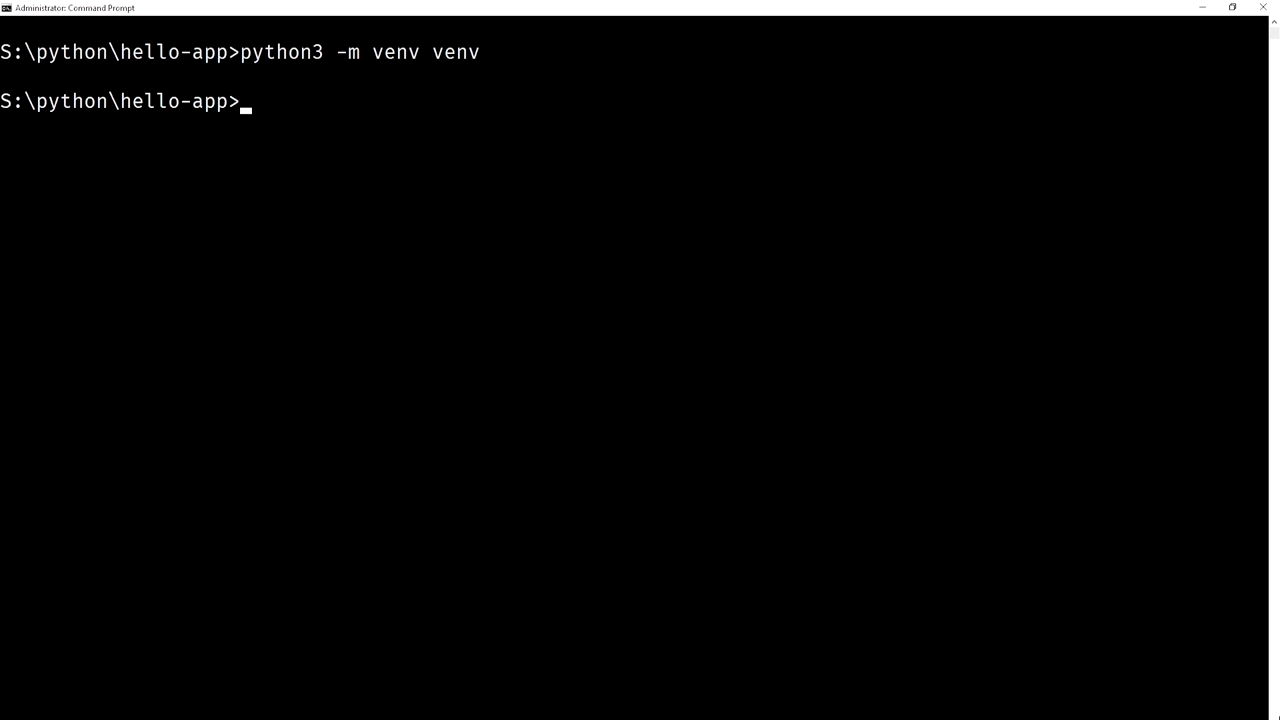 Administrator: Command Prompt
S:\python\hello-app>python3 -m venv venv
S:\python\hello-app>